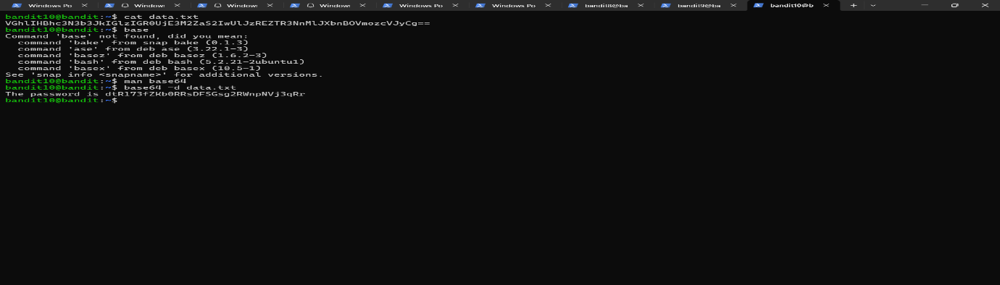 Windows Po
Window:
Window:
Window:
Windows Po
Windows Po
bandit8@ba
bandit9@ba
bandit10@b
bandit10@bandit:~$ cat data.txt
VGhlIHBhc3N3b3JkIGlzIGR0UjE3M2ZaS2IwUlJzREZTR3NnMlJXbnBOVmozcVJyCg==
bandit10@bandit:~$ base
Command 'base' not found, did you mean:
  command 'bake' from snap bake (0.1.3)
  command 'ase' from deb ase (3.22.1-3)
  command 'basez' from deb basez (1.6.2-3)
  command 'bash' from deb bash (5.2.21-2ubuntu1)
  command 'basex' from deb basex (10.5-1)
See 'snap info <snapname>' for additional versions.
bandit10@bandit:~$ man base64
bandit10@bandit:~$ base64 -d data.txt
The password is dtR173fZKb0RRsDFSGsg2RWnpNVj3qRr
bandit10@bandit:~$